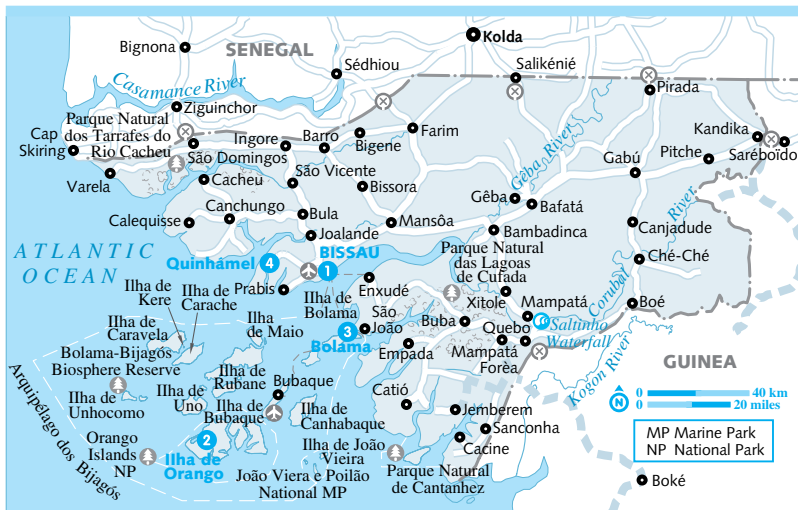 Kolda
Bignona
SENEGAL
Sédhiou
Salikénié
Casamance River
Pirada
Ziguinchor
Parque Natural
dos Tarrafes do
Rio Cacheu
Cap
Skiring
Ingore
Barro
Bigene
Farim
Geba River
Kandika
Saréboïdo
São Domingos
Varela
Cacheu
São Vicente
Bissora
Gabú
Pitche
Canchungo
Calequisse
Bula
Mansôa
Gêba
Bafatá
Joalande
Bambadinca
Canjadude
River
ATLANTIC
OCEAN
Quinhámel
4
BISSAU
1
Parque Natural
das Lagoas
de Cufada
Ché-Ché
Corubal
Prabis
Enxudé
Ilha de
Kere
Ilha de
Carache
Ilha de
Bolama
São
João
Xitole
Mampatá
Boé
Ilha de
Caravela
Ilha
de Maio
3
Bolama
Buba
Quebo
Saltinho
Waterfall
Bolama-Bijagós
Biosphere Reserve
Empada
Mampatá
Forèa
Kogon River
GUINEA
Ilha de
Rubane
Bubaque
Ilha de
Unhocomo
Ilha de
Uno
Ilha de
Bubaque
Catió
Ilha de
Canhabaque
Jemberem
N
0 40 km
0 20 miles
Arquipélago dos Bijagós
Orango
Islands
NP
2
Ilha de
Orango
Ilha de João
Vieira
Sanconha
Cacine
MP Marine Park
NP National Park
João Viera e Poilão
National MP
Parque Natural
de Cantanhez
Boké